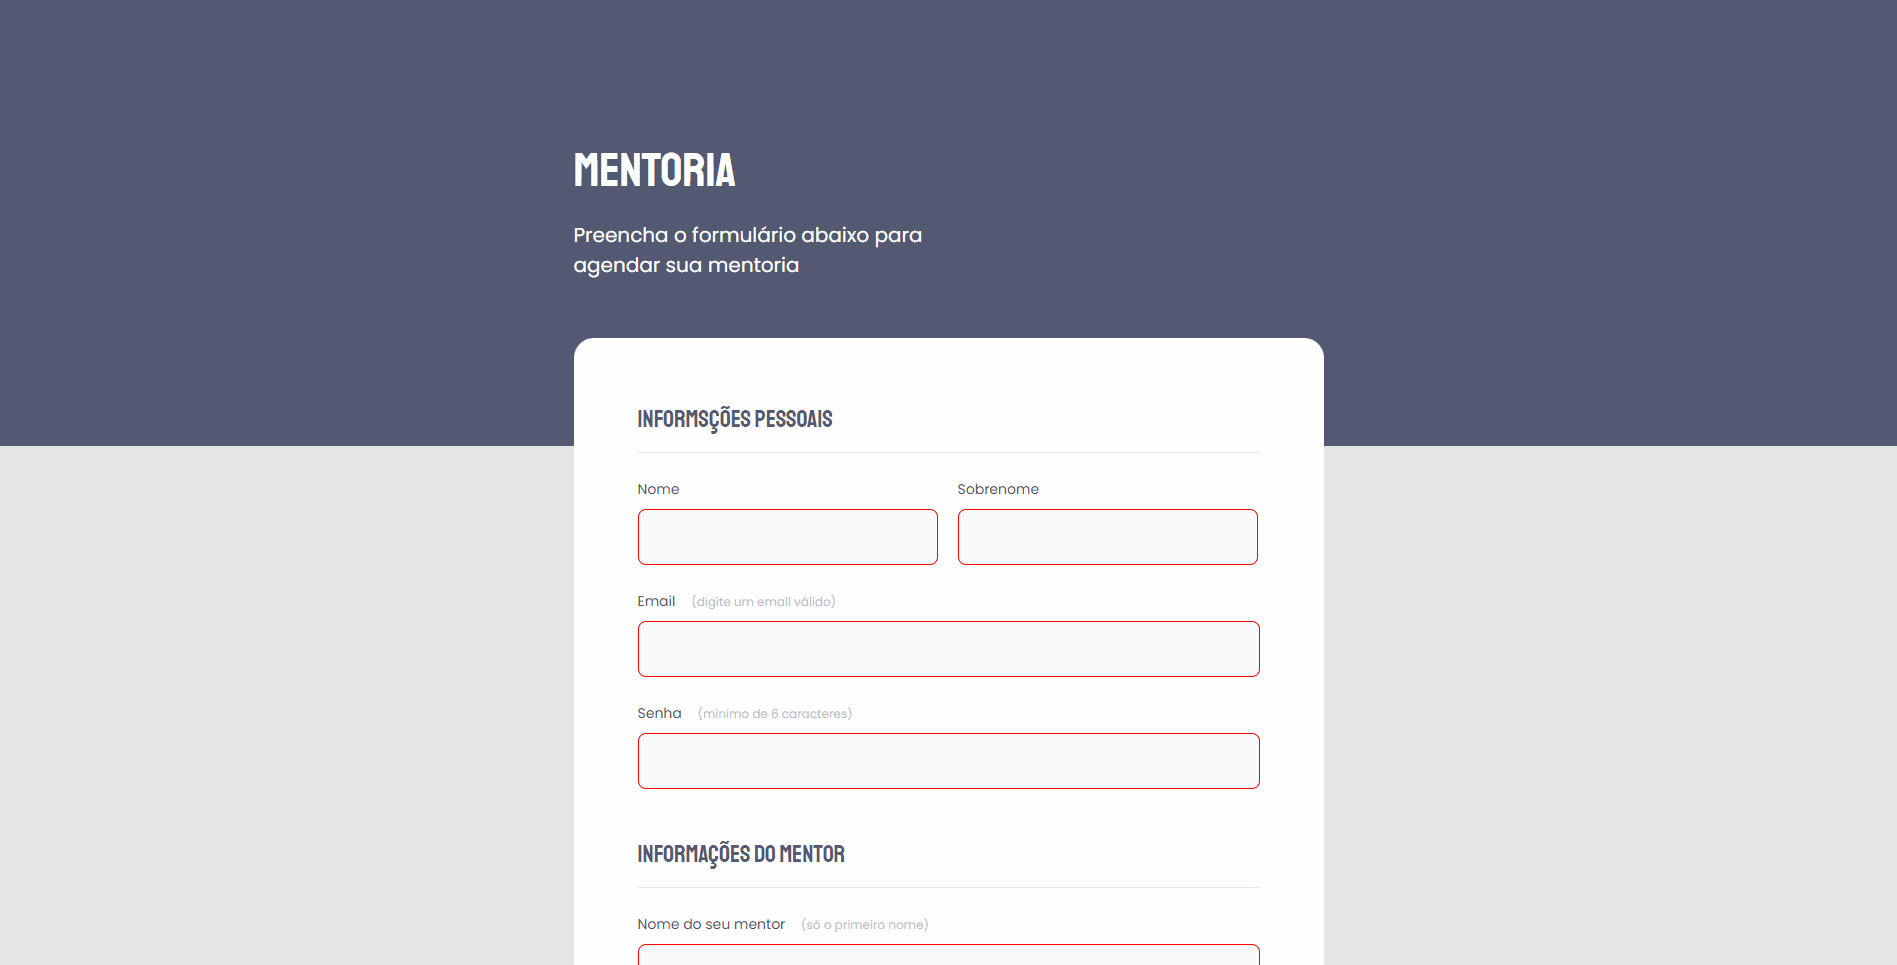 MENTORIA
Preencha o formulário abaixo para
agendar sua mentoria
INFORMSÇÕES PESSOAIS
Nome
Sobrenome
Email (digite um email válido)
Senha (minimo de 6 caracteres)
INFORMAÇÕES DO MENTOR
Nome do seu mentor (só o primeiro nome)